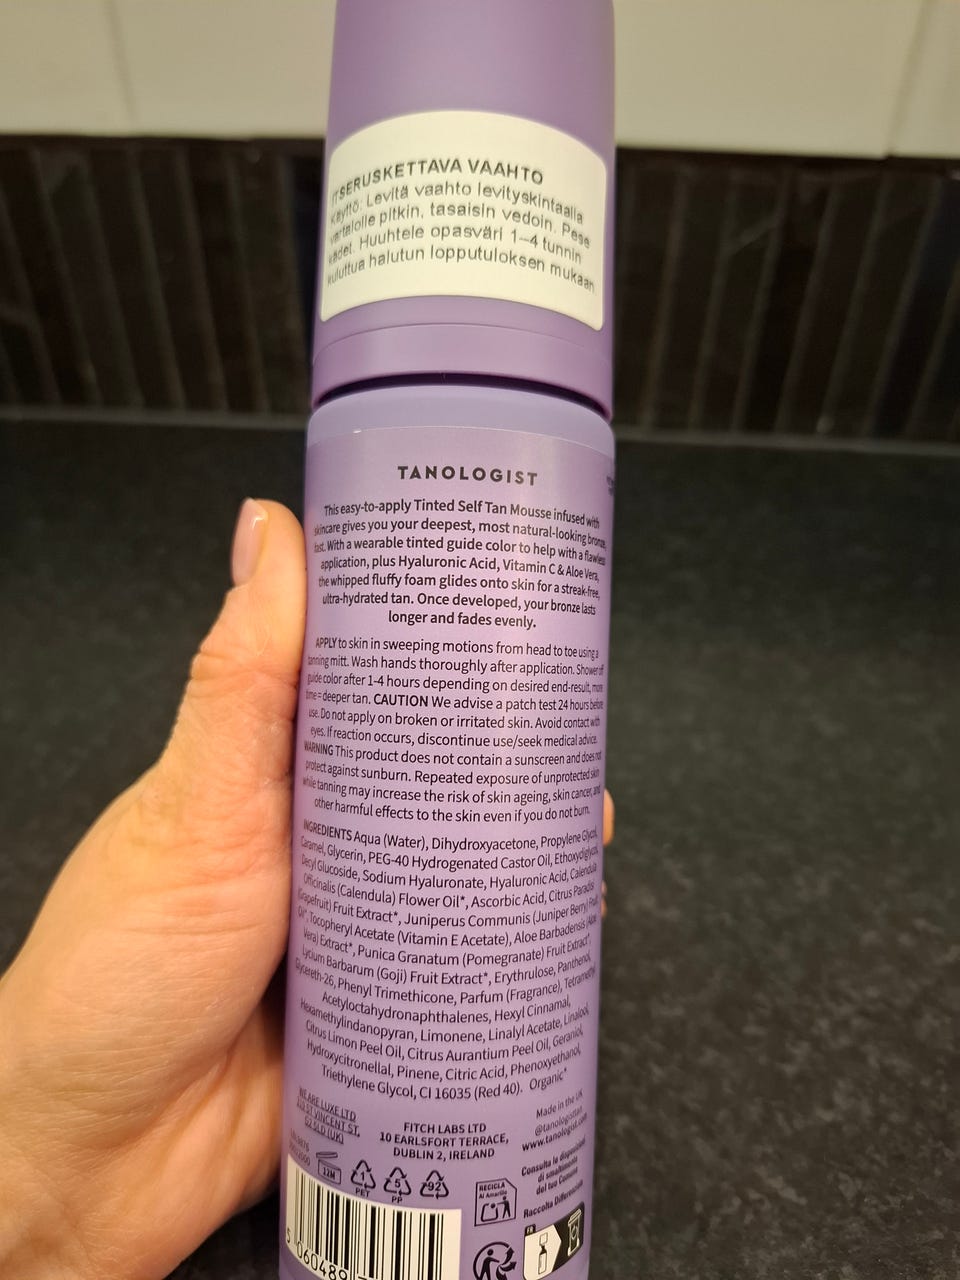 ITSERUSKETTAVA VAAHTO
Käyttö: Levitä vaahto levityskintaalla
vartalolle pitkin, tasaisin vedoin. Pese
kädet. Huuhtele opasväri 1–4 tunnin
kuluttua halutun lopputuloksen mukaan.
TANOLOGIST
This easy-to-apply Tinted Self Tan Mousse infused with
skincare gives you your deepest, most natural-looking bronze,
fast. With a wearable tinted guide color to help with a flawless
application, plus Hyaluronic Acid, Vitamin C & Aloe Vera,
the whipped fluffy foam glides onto skin for a streak-free,
ultra-hydrated tan. Once developed, your bronze lasts
longer and fades evenly.
APPLY to skin in sweeping motions from head to toe using a
tanning mitt. Wash hands thoroughly after application. Shower off
guide color after 1-4 hours depending on desired end-result, more
time=deeper tan. CAUTION We advise a patch test 24 hours before
use. Do not apply on broken or irritated skin. Avoid contact with
eyes. If reaction occurs, discontinue use/seek medical advice.
WARNING This product does not contain a sunscreen and does not
protect against sunburn. Repeated exposure of unprotected skin
while tanning may increase the risk of skin ageing, skin cancer, and
other harmful effects to the skin even if you do not burn.
INGREDIENTS Aqua (Water), Dihydroxyacetone, Propylene Glycol,
Caramel, Glycerin, PEG-40 Hydrogenated Castor Oil, Ethoxydiglycol,
Decyl Glucoside, Sodium Hyaluronate, Hyaluronic Acid, Calendula
Officinalis (Calendula) Flower Oil*, Ascorbic Acid, Citrus Paradisi
(Grapefruit) Fruit Extract*, Juniperus Communis (Juniper Berry) Fruit
Oil*, Tocopheryl Acetate (Vitamin E Acetate), Aloe Barbadensis (Aloe
Vera) Extract*, Punica Granatum (Pomegranate) Fruit Extract*,
Lycium Barbarum (Goji) Fruit Extract*, Erythrulose, Panthenol,
Glycereth-26, Phenyl Trimethicone, Parfum (Fragrance), Tetramethyl
Acetyloctahydronaphthalenes, Hexyl Cinnamal,
Hexamethylindanopyran, Limonene, Linalyl Acetate, Linalool,
Citrus Limon Peel Oil, Citrus Aurantium Peel Oil, Geraniol,
Hydroxycitronellal, Pinene, Citric Acid, Phenoxyethanol,
Triethylene Glycol, CI 16035 (Red 40). Organic*
WE ARE LUXE LTD
ST VINCENT ST,
G2 5LD (UK)
FITCH LABS LTD
10 EARLSFORT TERRACE,
DUBLIN 2, IRELAND
Made in the UK
@tanologisttan
www.tanologist.com
12M
1
PET
5
PP
92
RECICLA
Al Amarillo
Consulta le disposizioni
di smaltimento
del tuo Comune
Raccolta Differenziata
FR
5 060489